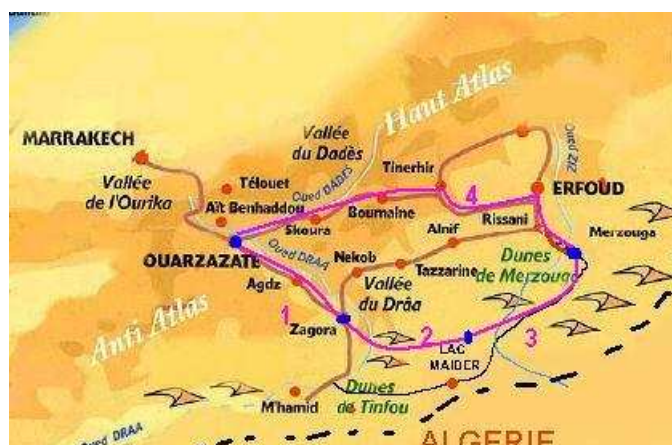 Haut Atlas
MARRAKECH
Vallée
du Dadès
Oued ZIZ
Tinerhir
Vallée
de l'Ourika
Télouet
Oued DADÈS
4
ERFOUD
Aït Benhaddou
Boumalne
Skoura
Rissani
Alnif
Merzouga
OUARZAZATE
Oued DRAA
Nekob
Dunes
de Merzouga
Agdz
Tazzarine
Vallée
du Drâa
Anti Atlas
1
Zagora
2
3
LAC
MAIDER
M'hamid
Dunes
de Tinfou
Oued DRAA
ALGERIE